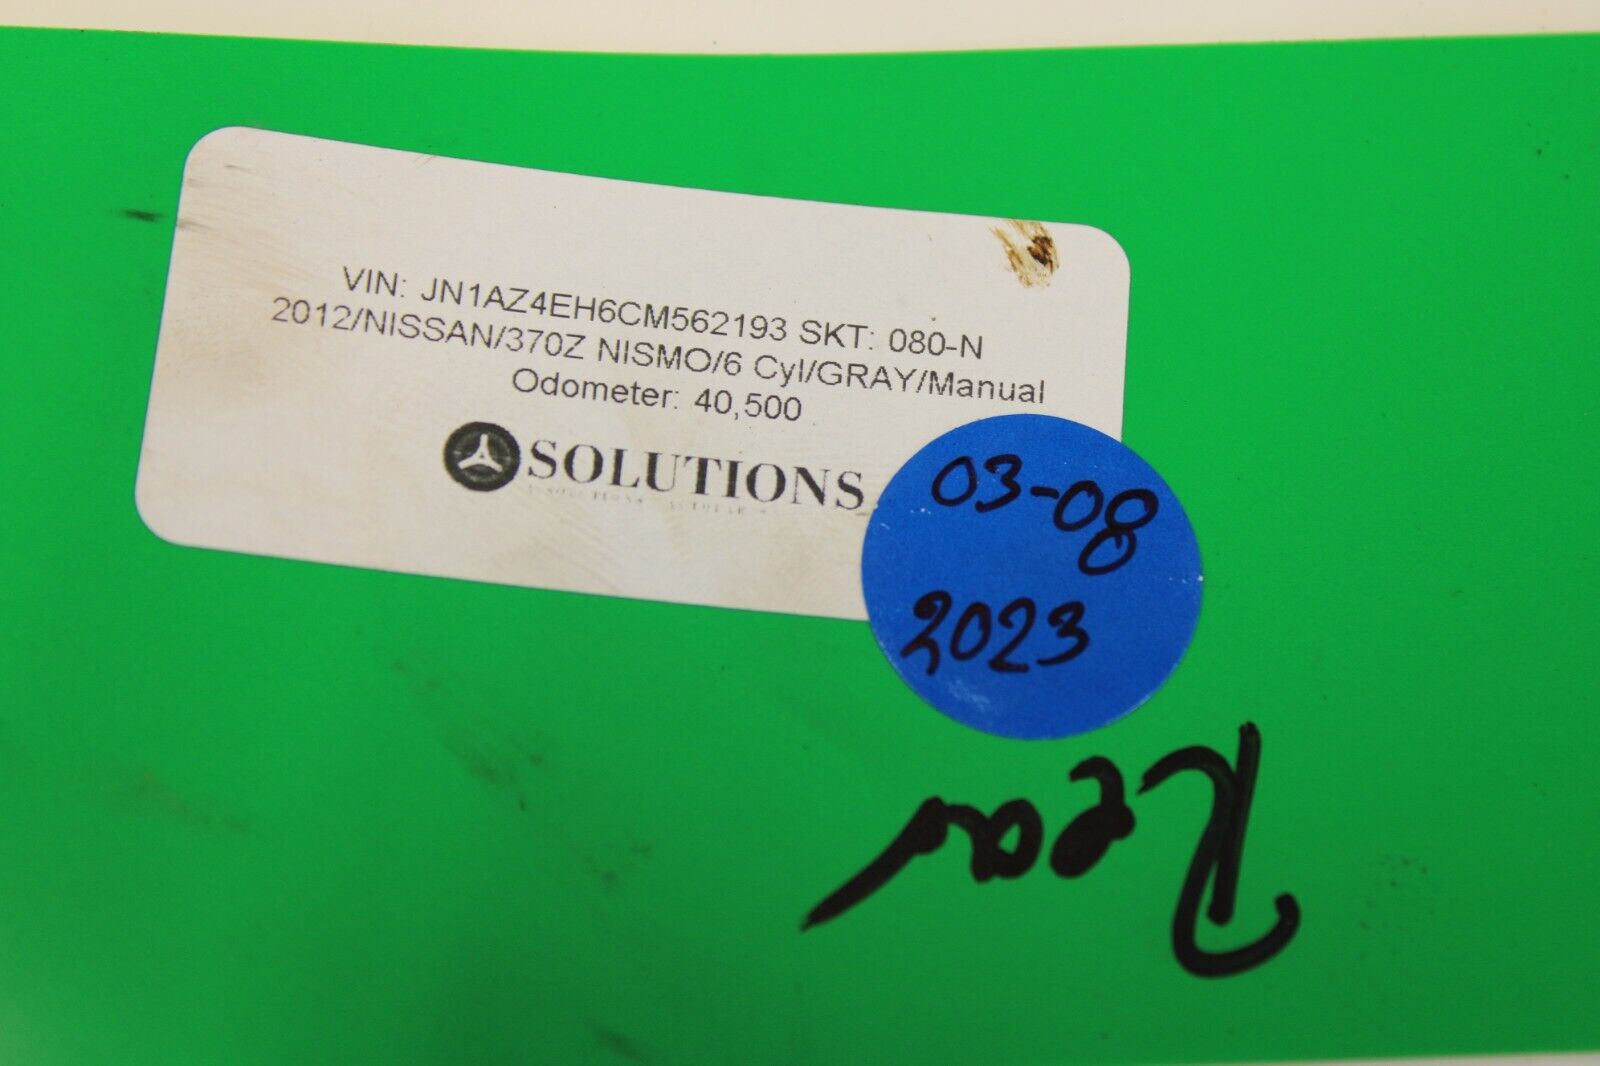 VIN: JN1AZ4EH6CM562193 SKT: 080-N
2012/NISSAN/370Z NISMO/6 Cyl/GRAY/Manual
Odometer: 40,500
SOLUTIONS
03-08
2023
Rear